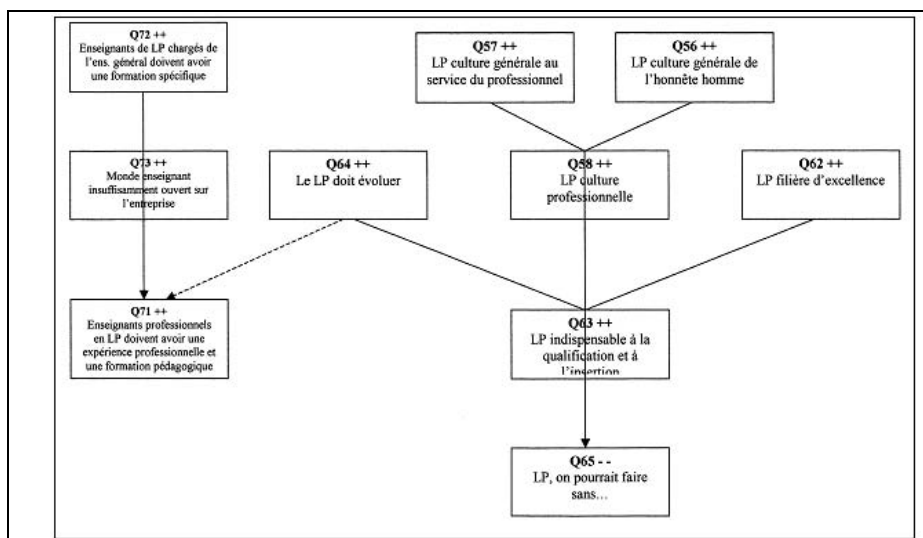 Q72 ++
Enseignants de LP chargés de
l'ens. général doivent avoir
une formation spécifique
Q57 ++
LP culture générale au
service du professionnel
Q56 ++
LP culture générale de
l'honnête homme
Q73 ++
Monde enseignant
insuffisamment ouvert sur
l'entreprise
Q64 ++
Le LP doit évoluer
Q58 ++
LP culture
professionnelle
Q62 ++
LP filière d'excellence
Q71 ++
Enseignants professionnels
en LP doivent avoir une
expérience professionnelle et
une formation pédagogique
Q63 ++
LP indispensable à la
qualification et à
l'insertion
Q65 - -
LP, on pourrait faire
sans…